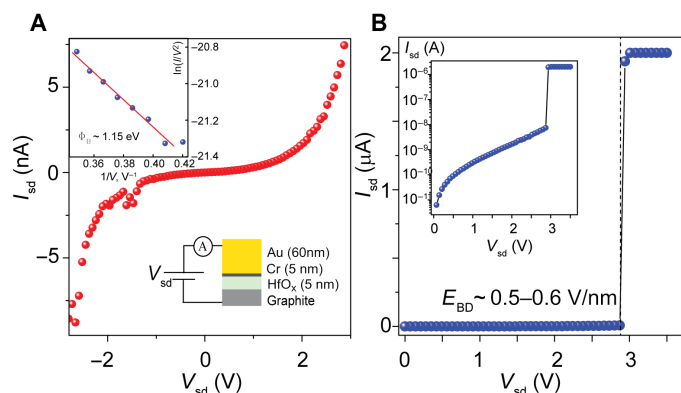 A
B
5
0
−5
I_sd (nA)
−2
0
2
V_sd (V)
−20.8
−21.0
−21.2
−21.4
ln(I/V²)
0.36
0.38
0.40
0.42
1/V, V⁻¹
Φ_B ~ 1.15 eV
A
V_sd
Au (60nm)
Cr (5 nm)
HfOₓ (5 nm)
Graphite
2
1
0
I_sd (µA)
0
1
2
3
V_sd (V)
E_BD ~ 0.5–0.6 V/nm
I_sd (A)
10⁻⁶
10⁻⁷
10⁻⁸
10⁻⁹
10⁻¹⁰
10⁻¹¹
0
1
2
3
V_sd (V)